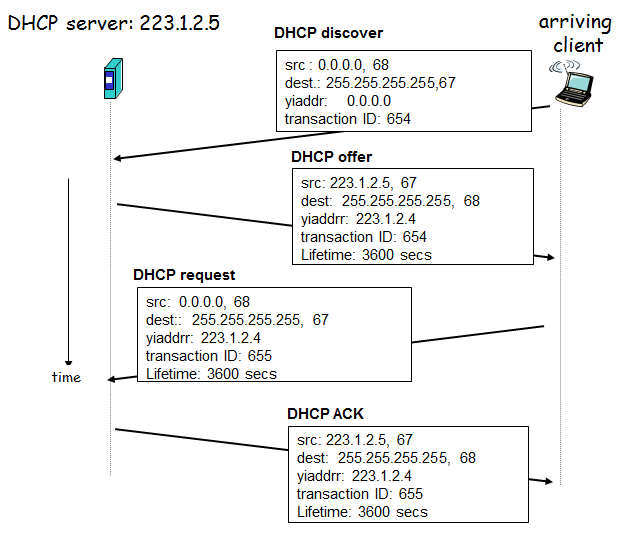 DHCP server: 223.1.2.5
arriving
client
DHCP discover
src : 0.0.0.0, 68
dest.: 255.255.255.255,67
yiaddr: 0.0.0.0
transaction ID: 654
DHCP offer
src: 223.1.2.5, 67
dest: 255.255.255.255, 68
yiaddrr: 223.1.2.4
transaction ID: 654
Lifetime: 3600 secs
DHCP request
src: 0.0.0.0, 68
dest:: 255.255.255.255, 67
yiaddrr: 223.1.2.4
transaction ID: 655
Lifetime: 3600 secs
time
DHCP ACK
src: 223.1.2.5, 67
dest: 255.255.255.255, 68
yiaddrr: 223.1.2.4
transaction ID: 655
Lifetime: 3600 secs